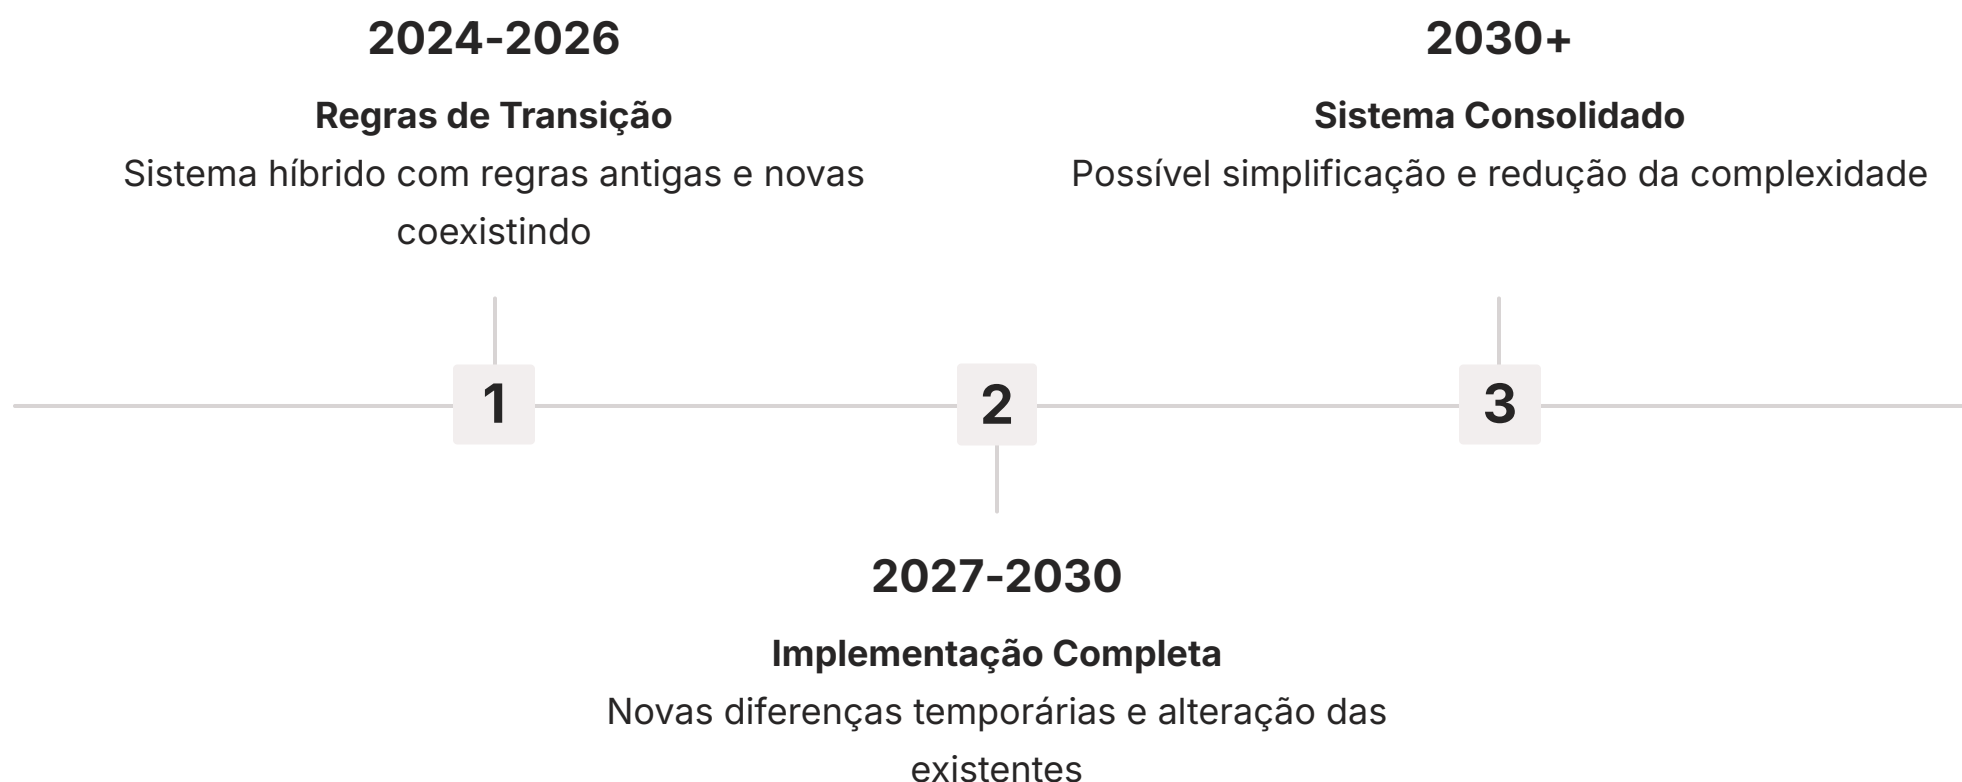 2024-2026
Regras de Transição
Sistema híbrido com regras antigas e novas
coexistindo
2030+
Sistema Consolidado
Possível simplificação e redução da complexidade
1
2
3
2027-2030
Implementação Completa
Novas diferenças temporárias e alteração das
existentes